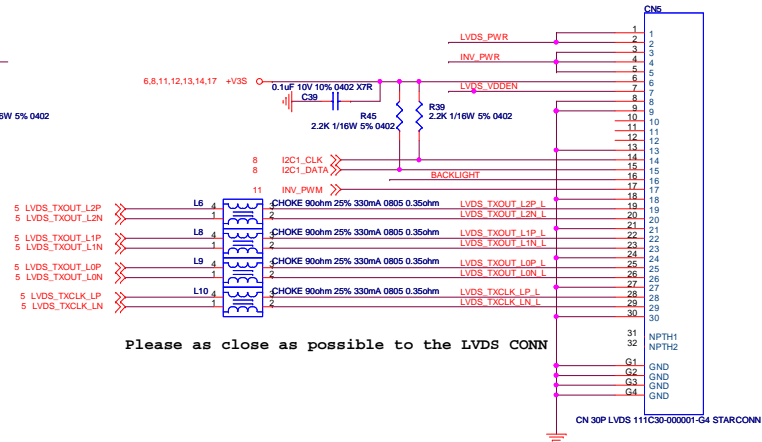 CN5
LVDS_PWR
INV_PWR
6,8,11,12,13,14,17 +V3S
0.1uF 10V 10% 0402 X7R
C39
LVDS_VDDEN
6W 5% 0402
R45
2.2K 1/16W 5% 0402
R39
2.2K 1/16W 5% 0402
8 I2C1_CLK
8 I2C1_DATA
BACKLIGHT
11 INV_PWM
5 LVDS_TXOUT_L2P
5 LVDS_TXOUT_L2N
L6 4 3 CHOKE 90ohm 25% 330mA 0805 0.35ohm
1 2
LVDS_TXOUT_L2P_L
LVDS_TXOUT_L2N_L
5 LVDS_TXOUT_L1P
5 LVDS_TXOUT_L1N
L8 4 3 CHOKE 90ohm 25% 330mA 0805 0.35ohm
1 2
LVDS_TXOUT_L1P_L
LVDS_TXOUT_L1N_L
5 LVDS_TXOUT_L0P
5 LVDS_TXOUT_L0N
L9 4 3 CHOKE 90ohm 25% 330mA 0805 0.35ohm
1 2
LVDS_TXOUT_L0P_L
LVDS_TXOUT_L0N_L
5 LVDS_TXCLK_LP
5 LVDS_TXCLK_LN
L10 4 3 CHOKE 90ohm 25% 330mA 0805 0.35ohm
1 2
LVDS_TXCLK_LP_L
LVDS_TXCLK_LN_L
Please as close as possible to the LVDS CONN
1 1
2 2
3 3
4 4
5 5
6 6
7 7
8 8
9 9
10 10
11 11
12 12
13 13
14 14
15 15
16 16
17 17
18 18
19 19
20 20
21 21
22 22
23 23
24 24
25 25
26 26
27 27
28 28
29 29
30 30
31 NPTH1
32 NPTH2
G1 GND
G2 GND
G3 GND
G4 GND
CN 30P LVDS 111C30-000001-G4 STARCONN